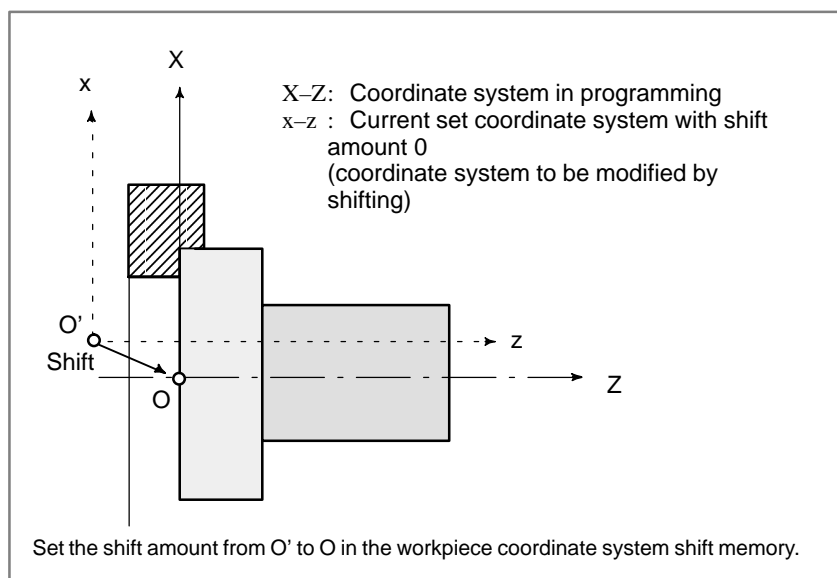 X
x
X–Z: Coordinate system in programming
x–z : Current set coordinate system with shift
amount 0
(coordinate system to be modified by
shifting)
O'
z
Shift
O
Z
Set the shift amount from O' to O in the workpiece coordinate system shift memory.